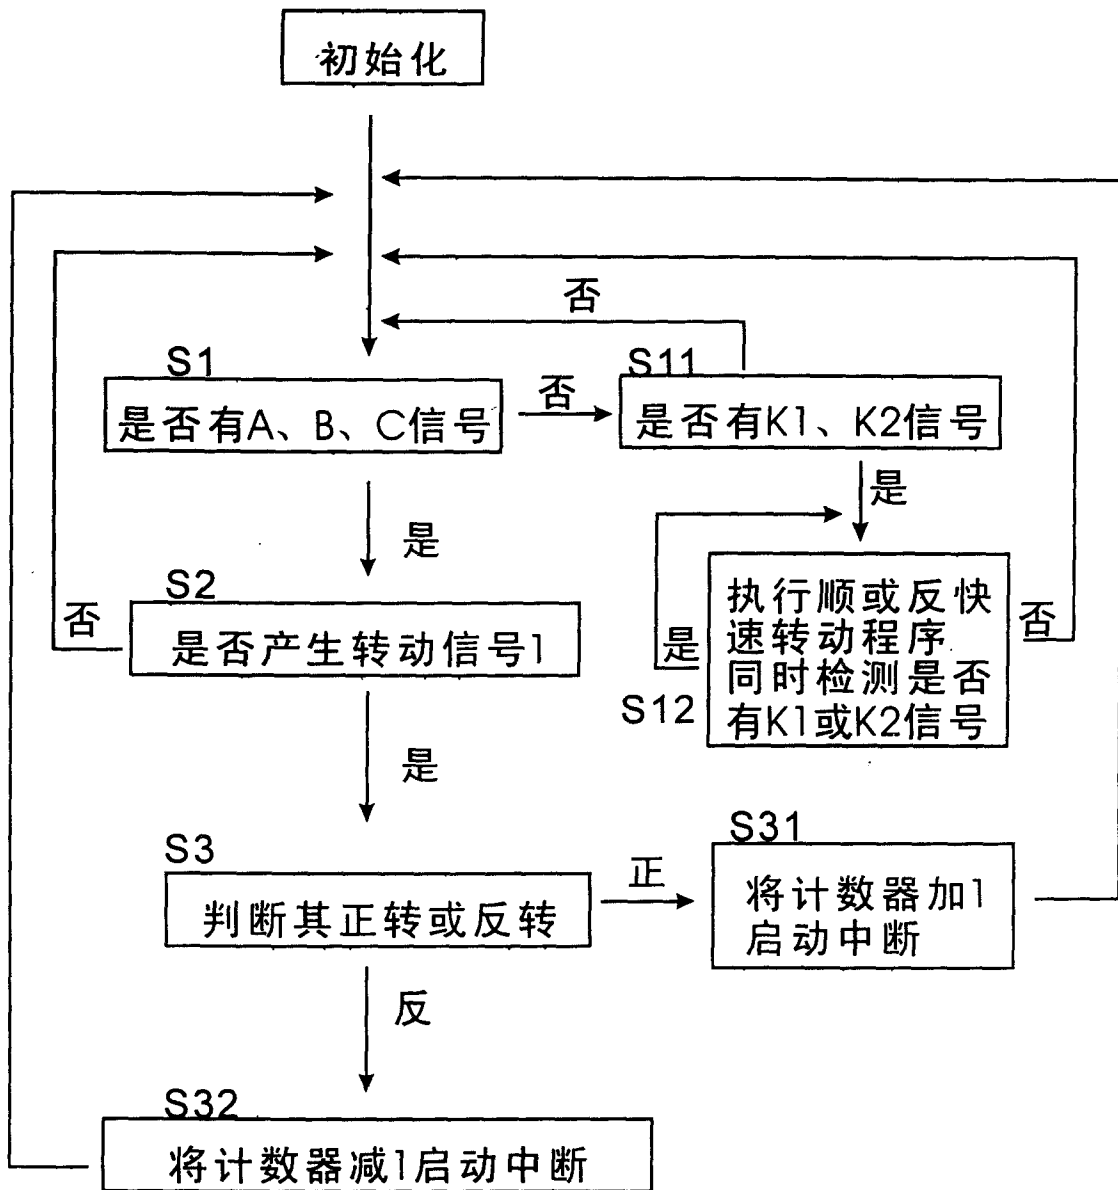 初始化
否
S1
S11
是否有A、B、C信号
否
是否有K1、K2信号
是
是
S2
否
是否产生转动信号1
执行顺或反快
速转动程序
同时检测是否
有K1或K2信号
是
否
S12
是
S3
判断其正转或反转
正
S31
将计数器加1
启动中断
反
S32
将计数器减1启动中断